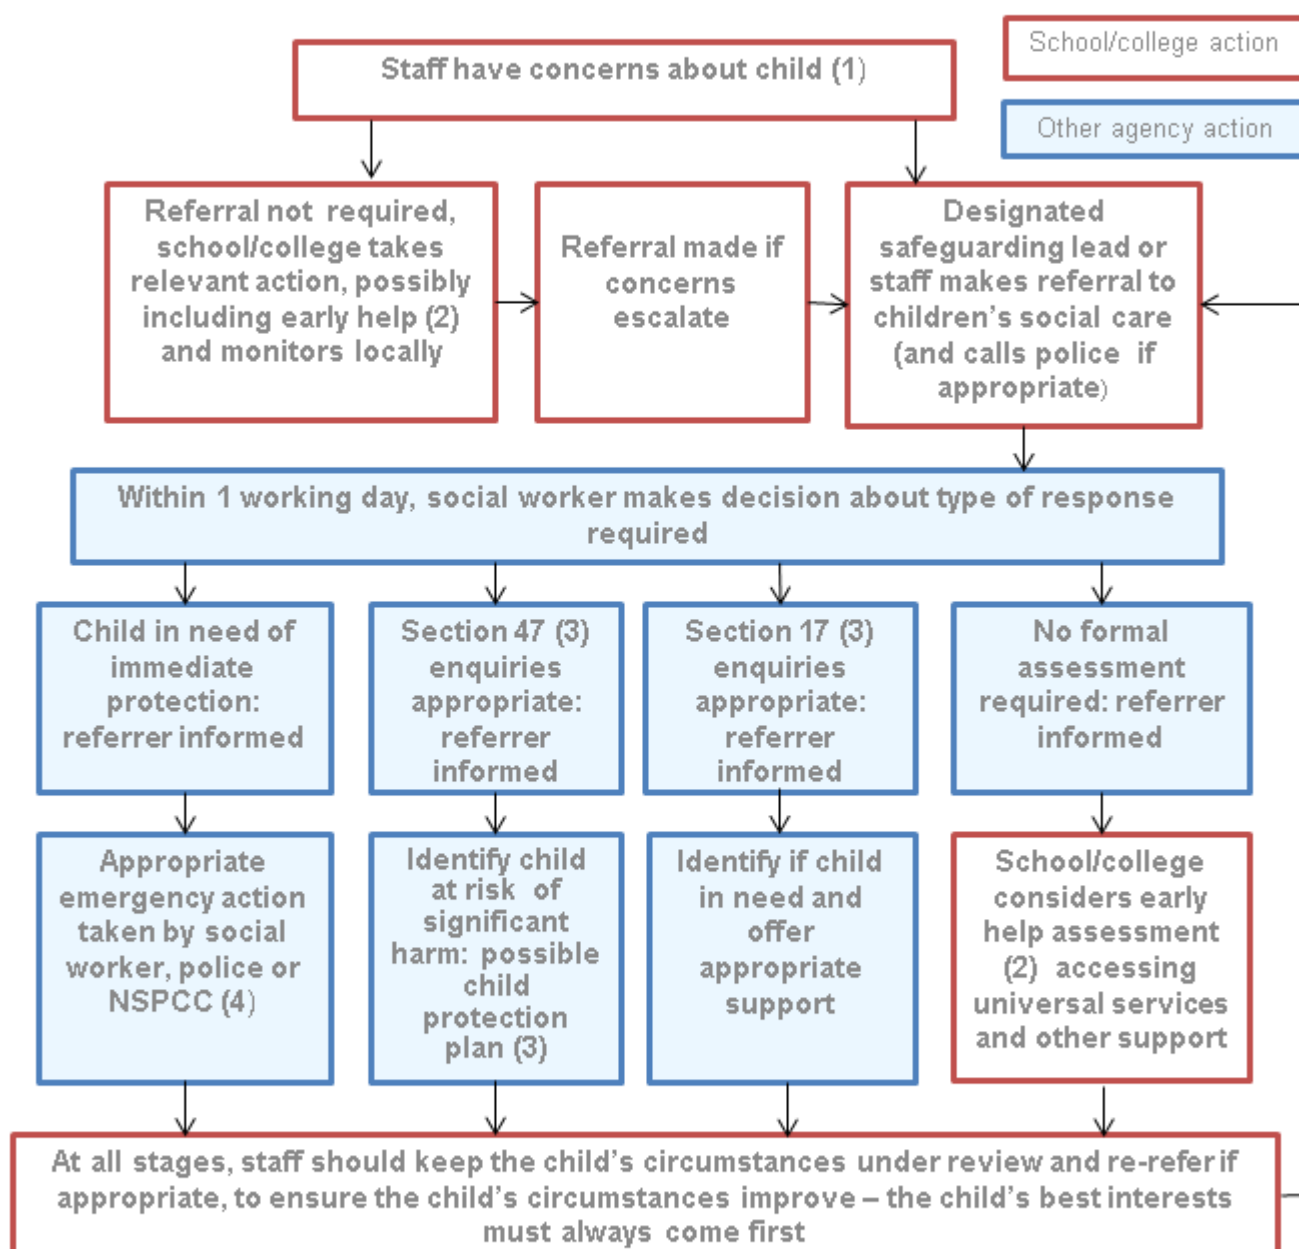 School/college action
Staff have concerns about child (1)
Other agency action
Referral not required,
school/college takes
relevant action, possibly
including early help (2)
and monitors locally
Referral made if
concerns
escalate
Designated
safeguarding lead or
staff makes referral to
children’s social care
(and calls police if
appropriate)
Within 1 working day, social worker makes decision about type of response
required
Child in need of
immediate
protection:
referrer informed
Section 47 (3)
enquiries
appropriate:
referrer
informed
Section 17 (3)
enquiries
appropriate:
referrer
informed
No formal
assessment
required: referrer
informed
Appropriate
emergency action
taken by social
worker, police or
NSPCC (4)
Identify child
at risk of
significant
harm: possible
child
protection
plan (3)
Identify if child
in need and
offer
appropriate
support
School/college
considers early
help assessment
(2) accessing
universal services
and other support
At all stages, staff should keep the child’s circumstances under review and re-refer if
appropriate, to ensure the child’s circumstances improve – the child’s best interests
must always come first